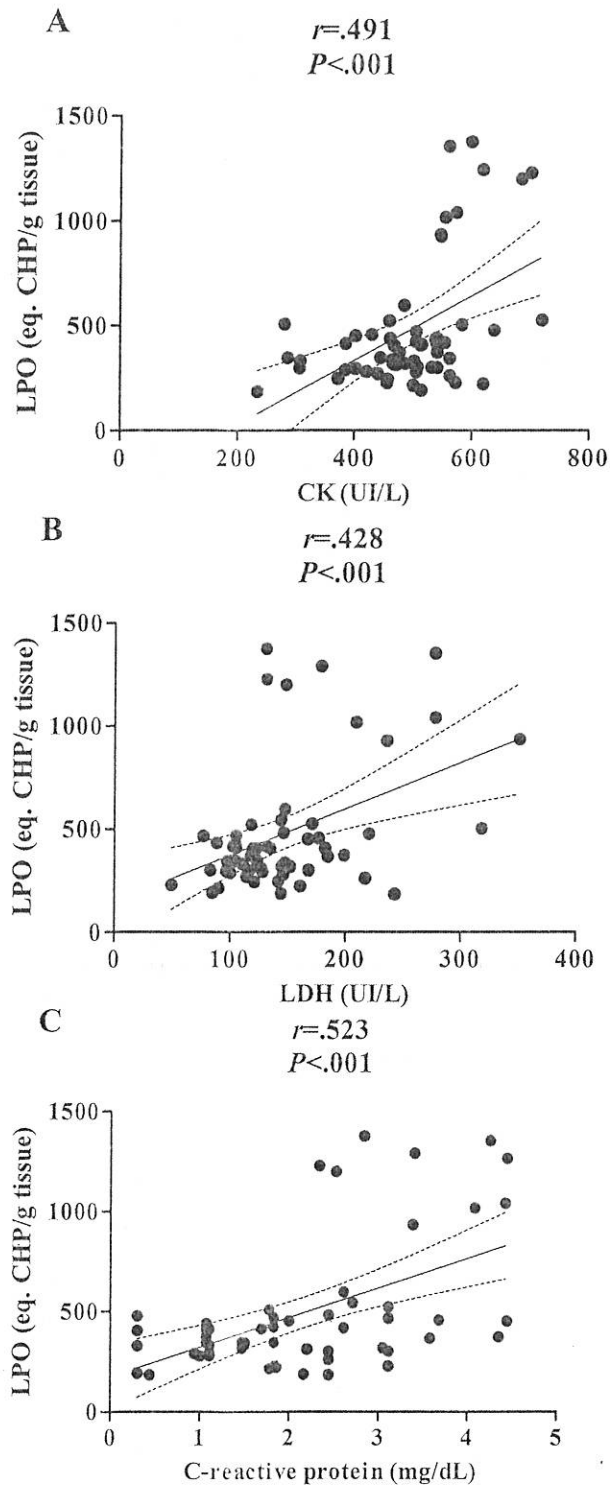 A
r=.491
P<.001
LPO (eq. CHP/g tissue)
1500
1000
500
0
0 200 400 600 800
CK (UI/L)
B
r=.428
P<.001
LPO (eq. CHP/g tissue)
1500
1000
500
0
0 100 200 300 400
LDH (UI/L)
C
r=.523
P<.001
LPO (eq. CHP/g tissue)
1500
1000
500
0
0 1 2 3 4 5
C-reactive protein (mg/dL)